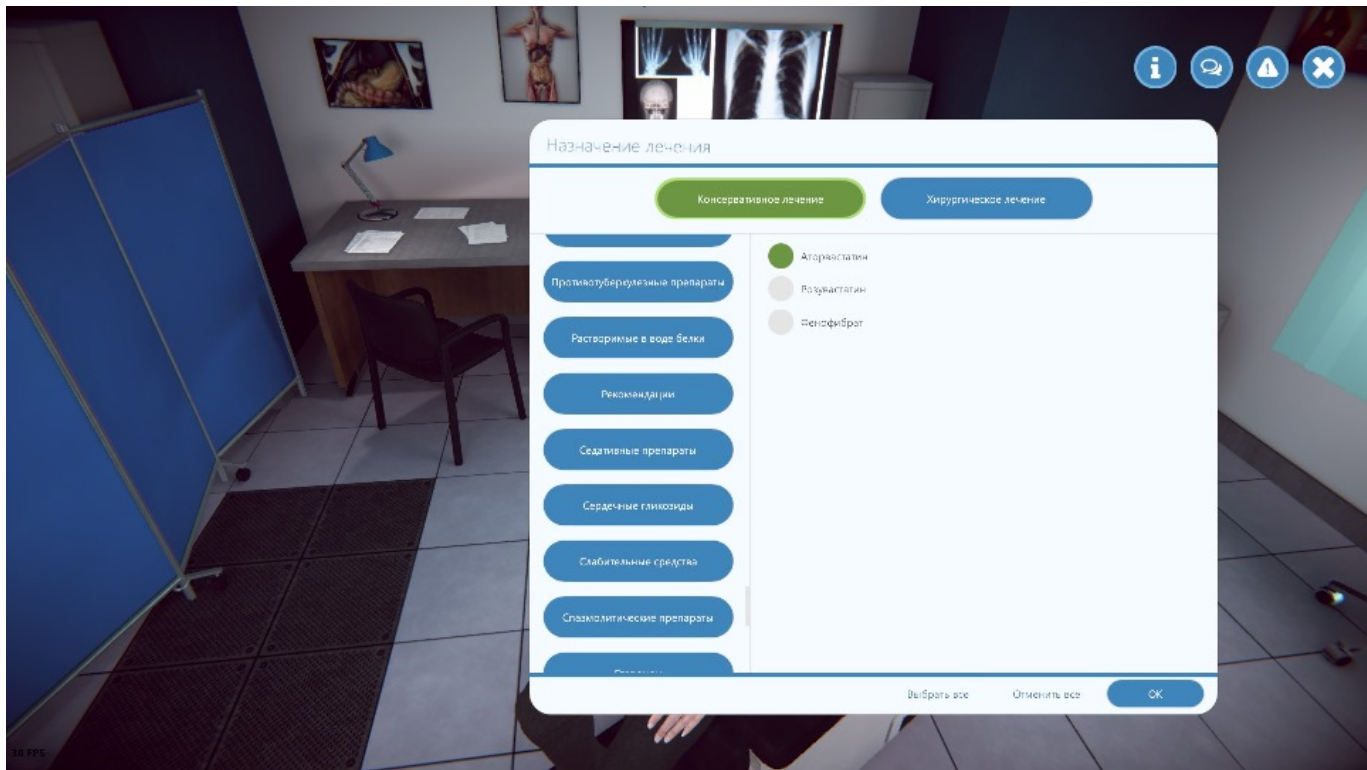 Назначение лечения
Консервативное лечение
Хирургическое лечение
Противотуберкулезные препараты
Растворимые в воде белки
Рекомендации
Седативные препараты
Сердечные гликозиды
Слабительные средства
Спазмолитические препараты
Аторвастатин
Розувастатин
Фенофибрат
Выбрать все
Отменить все
OK